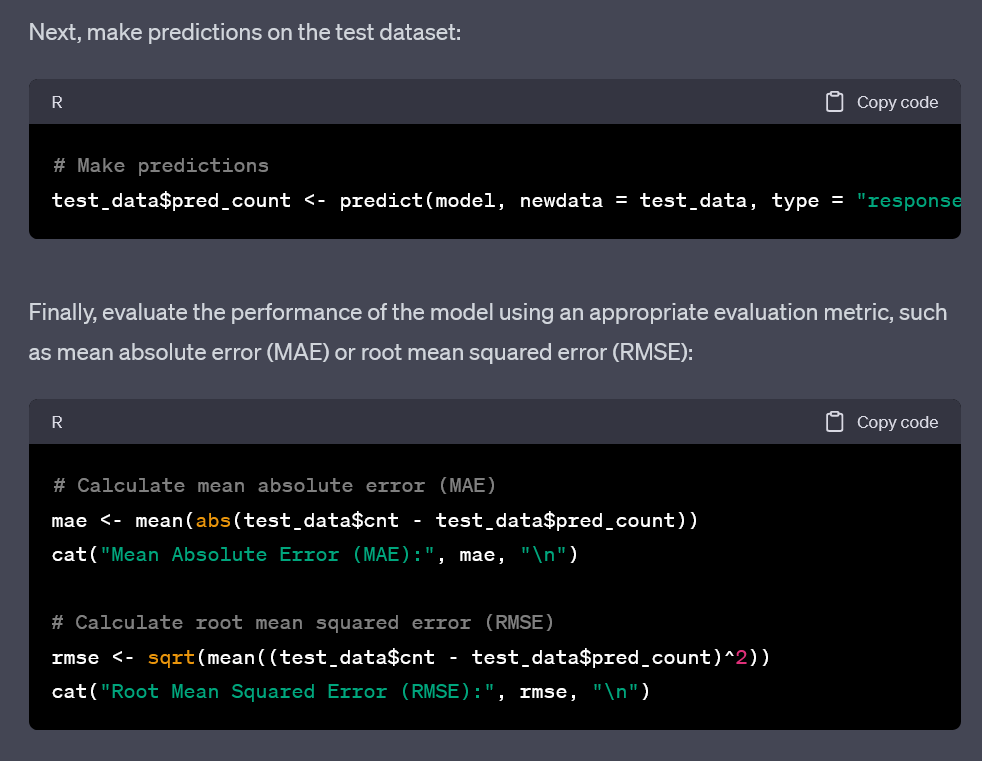 Next, make predictions on the test dataset:
R
Copy code
# Make predictions
test_data$pred_count <- predict(model, newdata = test_data, type = "response
Finally, evaluate the performance of the model using an appropriate evaluation metric, such
as mean absolute error (MAE) or root mean squared error (RMSE):
R
Copy code
# Calculate mean absolute error (MAE)
mae <- mean(abs(test_data$cnt - test_data$pred_count))
cat("Mean Absolute Error (MAE):", mae, "\n")
# Calculate root mean squared error (RMSE)
rmse <- sqrt(mean((test_data$cnt - test_data$pred_count)^2))
cat("Root Mean Squared Error (RMSE):", rmse, "\n")